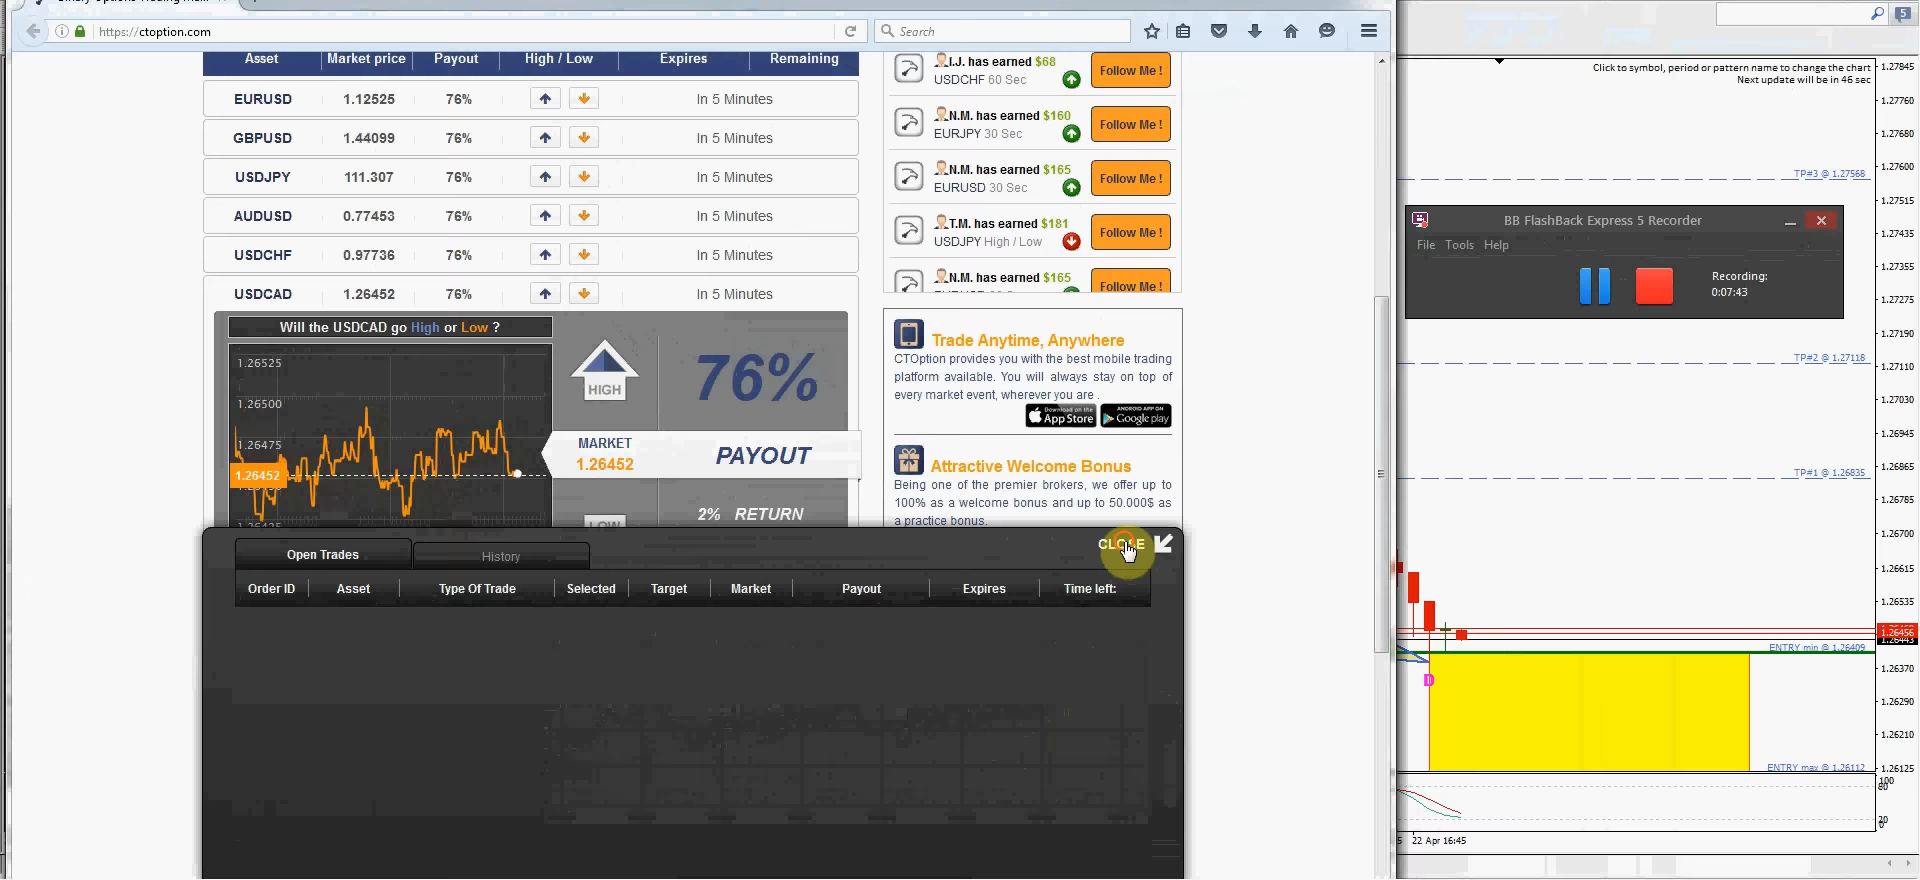 https://ctoption.com
Search
5
Asset Market price Payout High / Low Expires Remaining
EURUSD 1.12525 76% In 5 Minutes
GBPUSD 1.44099 76% In 5 Minutes
USDJPY 111.307 76% In 5 Minutes
AUDUSD 0.77453 76% In 5 Minutes
USDCHF 0.97736 76% In 5 Minutes
USDCAD 1.26452 76% In 5 Minutes
Will the USDCAD go High or Low ?
1.26525
1.26500
1.26475
1.26452
HIGH
MARKET
1.26452
LOW
76%
PAYOUT
2% RETURN
I.J. has earned $68
USDCHF 60 Sec
Follow Me !
N.M. has earned $160
EURJPY 30 Sec
Follow Me !
N.M. has earned $165
EURUSD 30 Sec
Follow Me !
T.M. has earned $181
USDJPY High / Low
Follow Me !
N.M. has earned $165
Follow Me !
Trade Anytime, Anywhere
CTOption provides you with the best mobile trading
platform available. You will always stay on top of
every market event, wherever you are .
Download on the
App Store
ANDROID APP ON
Google play
Attractive Welcome Bonus
Being one of the premier brokers, we offer up to
100% as a welcome bonus and up to 50.000$ as
a practice bonus.
Open Trades
History
CLOSE
Order ID Asset Type Of Trade Selected Target Market Payout Expires Time left:
Click to symbol, period or pattern name to change the chart
Next update will be in 46 sec
TP#3 @ 1.27568
BB FlashBack Express 5 Recorder
File Tools Help
Recording:
0:07:43
TP#2 @ 1.27118
TP#1 @ 1.26835
ENTRY min @ 1.26409
D
ENTRY max @ 1.26112
1.27845
1.27760
1.27680
1.27600
1.27515
1.27435
1.27355
1.27275
1.27190
1.27110
1.27030
1.26945
1.26865
1.26785
1.26700
1.26615
1.26535
1.26456
1.26443
1.26370
1.26290
1.26210
1.26125
100
80
20
0
22 Apr 16:45